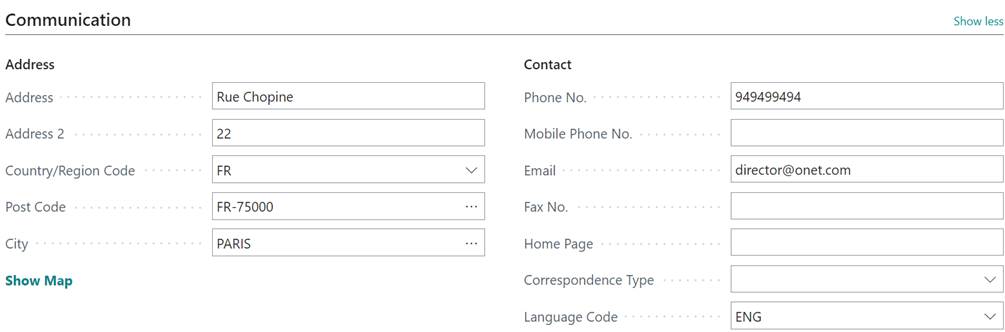 Communication
Show less
Address
Address Rue Chopine
Address 2 22
Country/Region Code FR
Post Code FR-75000 ...
City PARIS ...
Show Map
Contact
Phone No. 949499494
Mobile Phone No.
Email director@onet.com
Fax No.
Home Page
Correspondence Type
Language Code ENG